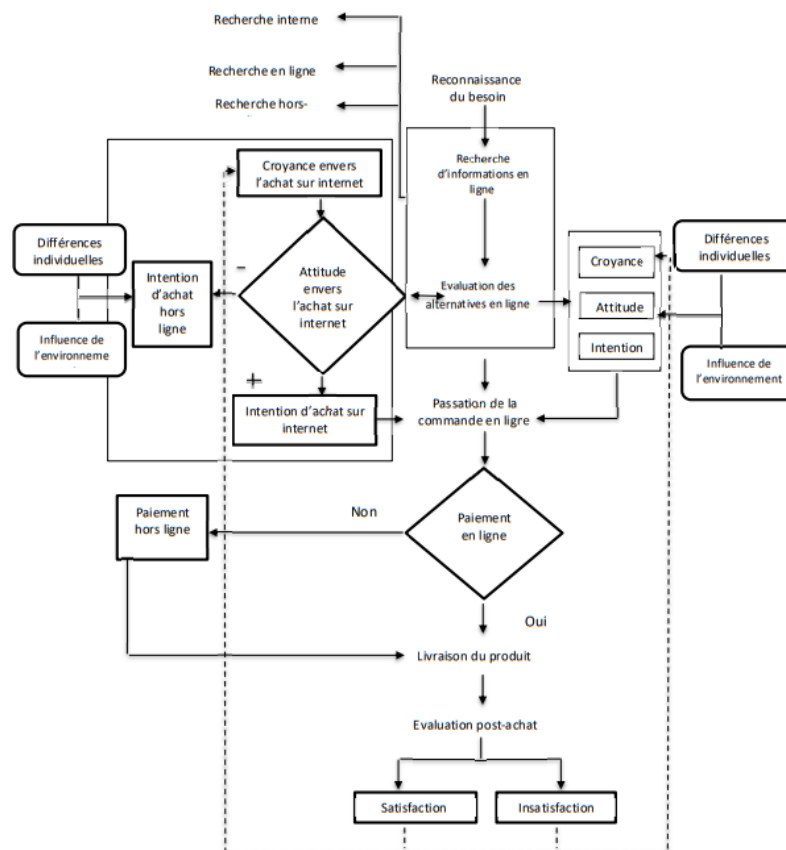 Recherche interne
Recherche en ligne
Recherche hors-
Reconnaissance
du besoin
Recherche
d'informations en
ligne
Croyance envers
l'achat sur internet
Différences
individuelles
Intention
d'achat hors
ligne
Influence de
l'environneme
–
Attitude
envers
l'achat sur
internet
+
Intention d'achat sur
internet
Evaluation des
alternatives en ligne
Croyance
Attitude
Intention
Différences
individuelles
Influence de
l'environnement
Passation de la
commande en ligre
Paiement
hors ligne
Non
Paiement
en ligne
Oui
Livraison du produit
Evaluation post-achat
Satisfaction
Insatisfaction